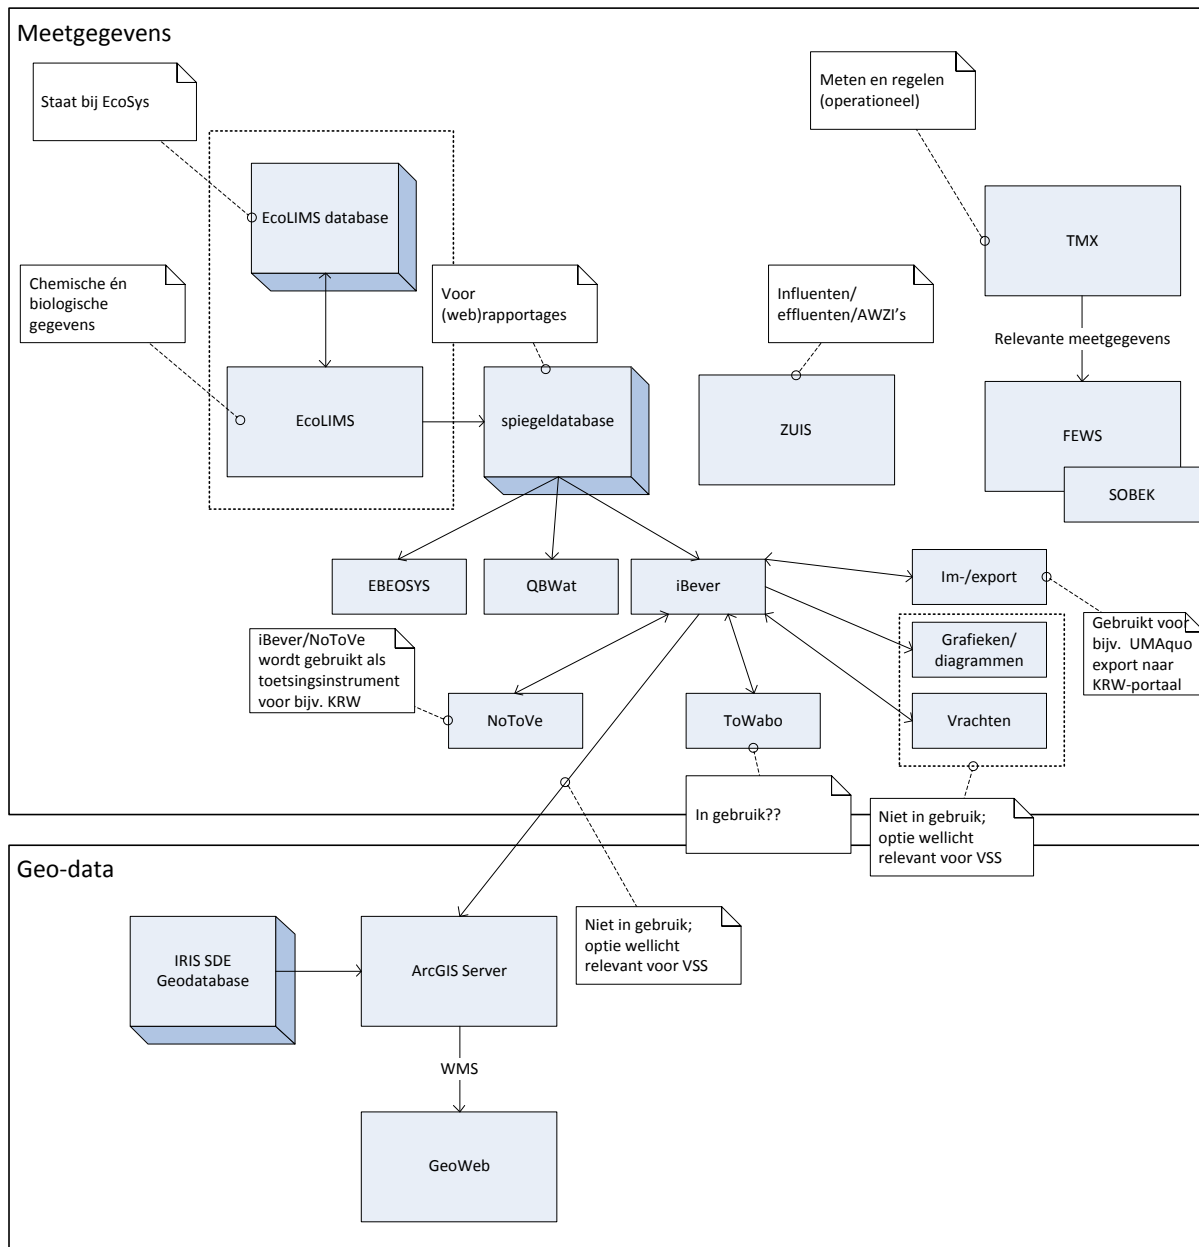 Meetgegevens
Staat bij EcoSys
Meten en regelen
(operationeel)
EcoLIMS database
TMX
Chemische én
biologische
gegevens
Voor
(web)rapportages
Influenten/
effluenten/AWZI's
Relevante meetgegevens
EcoLIMS
spiegeldatabase
ZUIS
FEWS
SOBEK
EBEOSYS
QBWat
iBever
Im-/export
iBever/NoToVe
wordt gebruikt als
toetsingsinstrument
voor bijv. KRW
Grafieken/
diagrammen
Gebruikt voor
bijv.  UMAquo
export naar
KRW-portaal
NoToVe
ToWabo
Vrachten
In gebruik??
Niet in gebruik;
optie wellicht
relevant voor VSS
Geo-data
Niet in gebruik;
optie wellicht
relevant voor VSS
IRIS SDE
Geodatabase
ArcGIS Server
WMS
GeoWeb